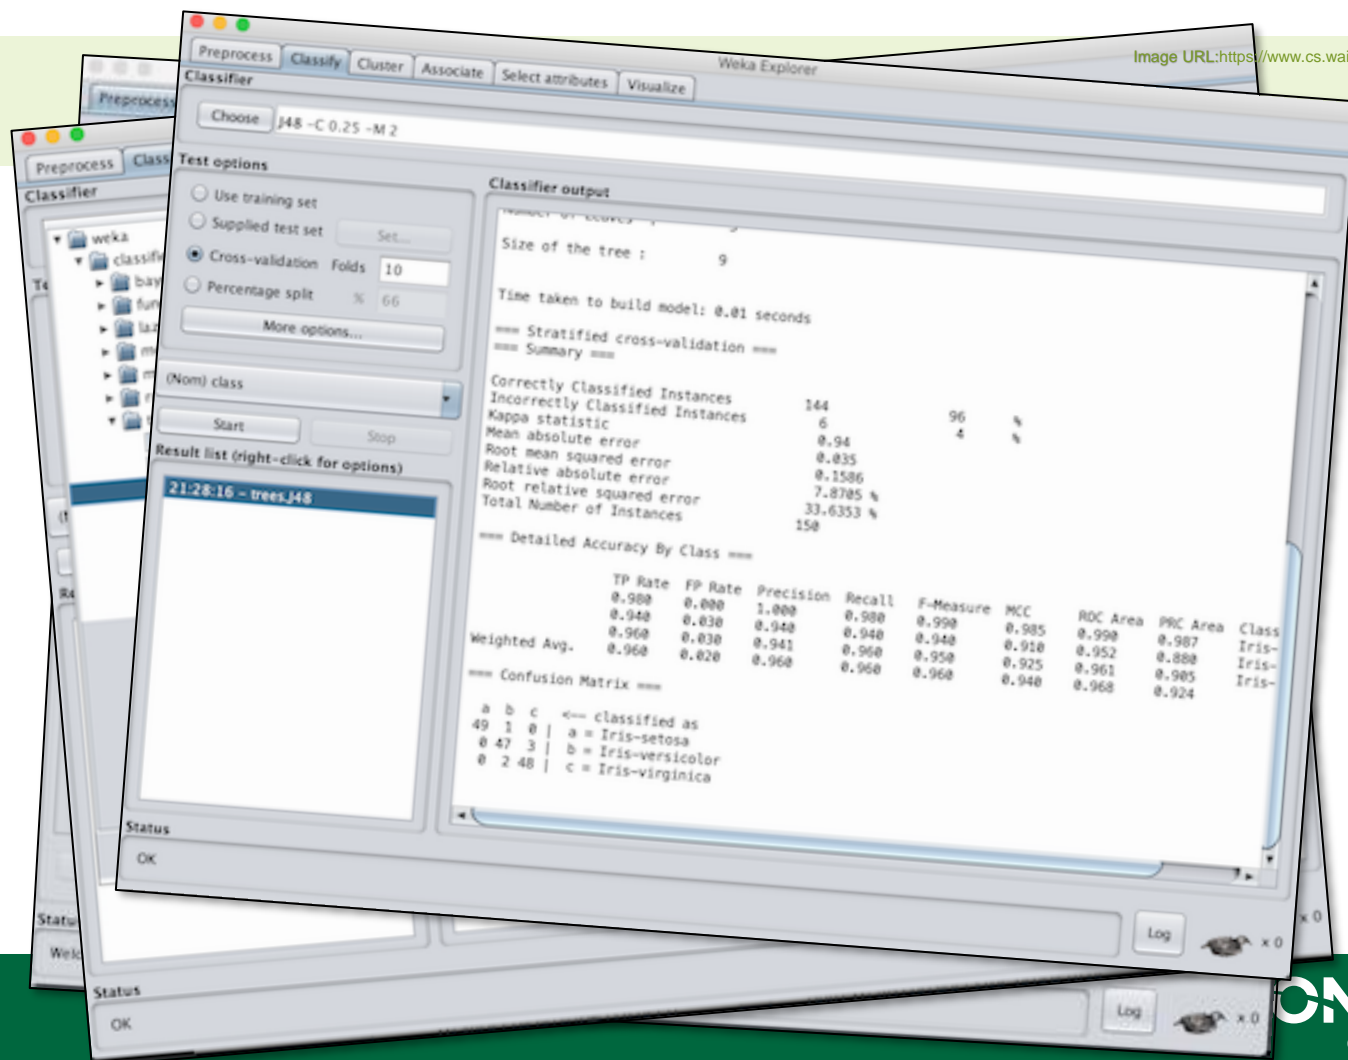 Image URL:https://www.cs.wai
Weka Explorer
Preprocess Classify Cluster Associate Select attributes Visualize
Classifier
Choose J48 -C 0.25 -M 2
Test options
Use training set
Supplied test set Set...
Cross-validation Folds 10
Percentage split % 66
More options...
(Nom) class
Start Stop
Result list (right-click for options)
21:28:16 - trees.J48
Classifier output
Size of the tree : 9
Time taken to build model: 0.01 seconds
=== Stratified cross-validation ===
=== Summary ===
Correctly Classified Instances 144 96 %
Incorrectly Classified Instances 6 4 %
Kappa statistic 0.94
Mean absolute error 0.035
Root mean squared error 0.1586
Relative absolute error 7.8705 %
Root relative squared error 33.6353 %
Total Number of Instances 150
=== Detailed Accuracy By Class ===
TP Rate FP Rate Precision Recall F-Measure MCC ROC Area PRC Area Class
0.980 0.000 1.000 0.980 0.990 0.985 0.990 0.987 Iris-
0.940 0.030 0.940 0.940 0.940 0.910 0.952 0.880 Iris-
0.960 0.030 0.941 0.960 0.950 0.925 0.961 0.905 Iris-
Weighted Avg. 0.960 0.020 0.960 0.960 0.960 0.940 0.968 0.924
=== Confusion Matrix ===
a b c <-- classified as
49 1 0 | a = Iris-setosa
0 47 3 | b = Iris-versicolor
0 2 48 | c = Iris-virginica
Status
OK
Log x 0
Preprocess
Preprocess Class
Classifier
weka
classifi
bay
fun
laz
Te
Status
OK
Log x 0
Statu
Welc
x 0